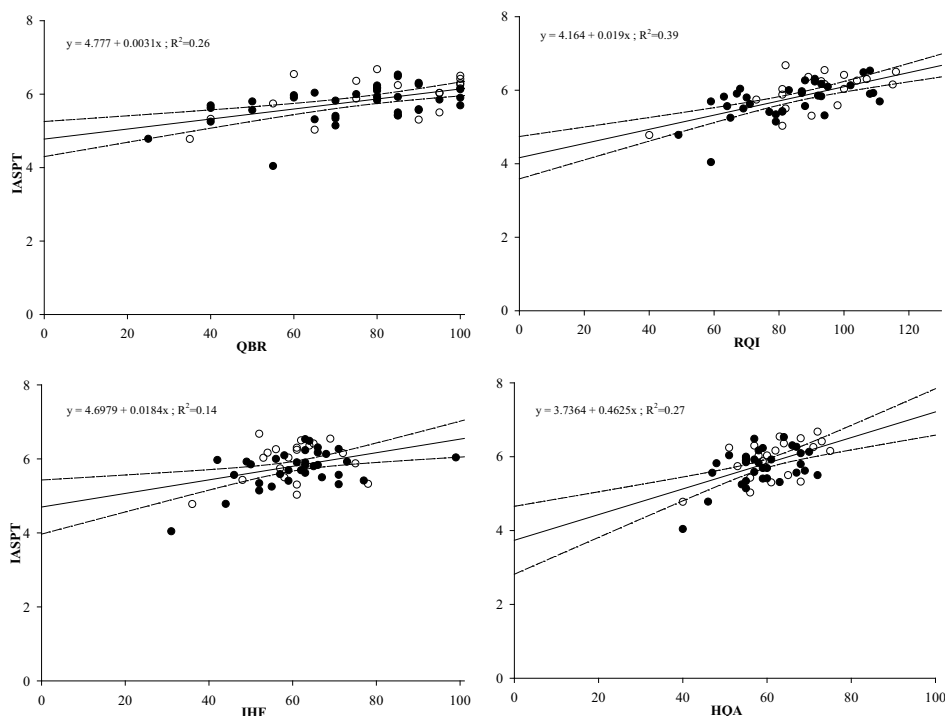 8
6
4
2
0
y = 4.777 + 0.0031x ; R²=0.26
IASPT
0 20 40 60 80 100
QBR
8
6
4
2
0
y = 4.164 + 0.019x ; R²=0.39
0 20 40 60 80 100 120
RQI
8
6
4
2
0
y = 4.6979 + 0.0184x ; R²=0.14
IASPT
0 20 40 60 80 100
IHF
8
6
4
2
0
y = 3.7364 + 0.4625x ; R²=0.27
0 20 40 60 80 100
HQA